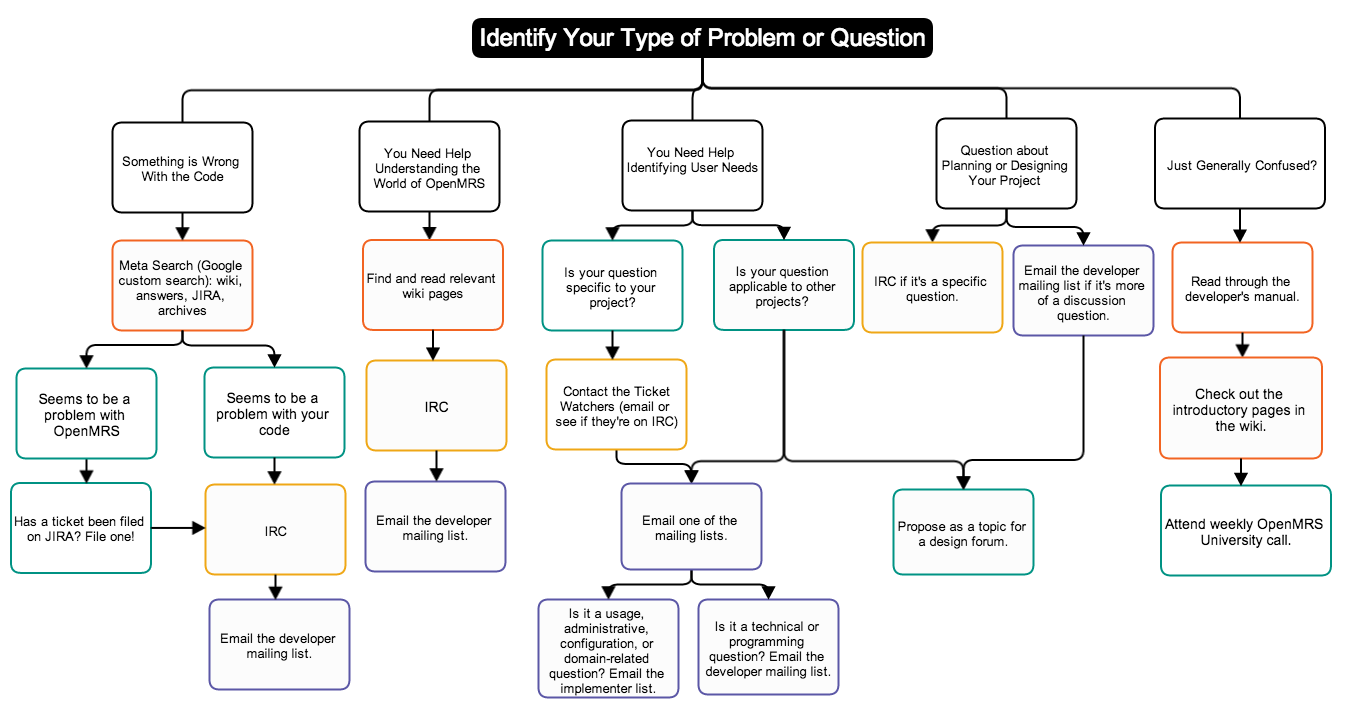 Identify Your Type of Problem or Question
Something is Wrong
With the Code
You Need Help
Understanding the
World of OpenMRS
You Need Help
Identifying User Needs
Question about
Planning or Designing
Your Project
Just Generally Confused?
Meta Search (Google
custom search): wiki,
answers, JIRA,
archives
Find and read relevant
wiki pages
Is your question
specific to your
project?
Is your question
applicable to other
projects?
IRC if it's a specific
question.
Email the developer
mailing list if it's more
of a discussion
question.
Read through the
developer's manual.
Seems to be a
problem with
OpenMRS
Seems to be a
problem with your
code
IRC
Contact the Ticket
Watchers (email or
see if they're on IRC)
Check out the
introductory pages in
the wiki.
Has a ticket been filed
on JIRA? File one!
IRC
Email the developer
mailing list.
Email one of the
mailing lists.
Propose as a topic for
a design forum.
Attend weekly OpenMRS
University call.
Email the developer
mailing list.
Is it a usage,
administrative,
configuration, or
domain-related
question? Email the
implementer list.
Is it a technical or
programming
question? Email the
developer mailing list.